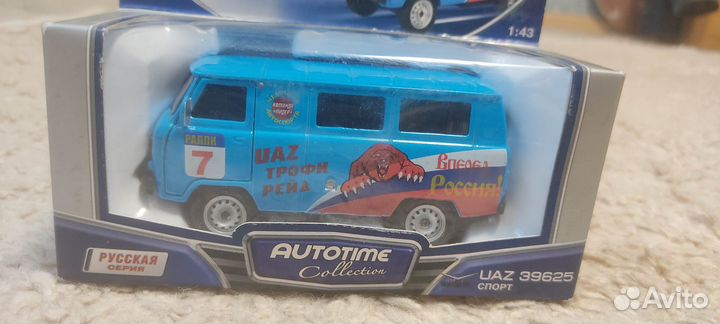 1:43
РАЛЛИ
7
UAZ
ТРОФИ
РЕЙД
Вперед
Россия!
РУССКАЯ
СЕРИЯ
AUTOTIME
Collection
UAZ 39625
СПОРТ
Avito